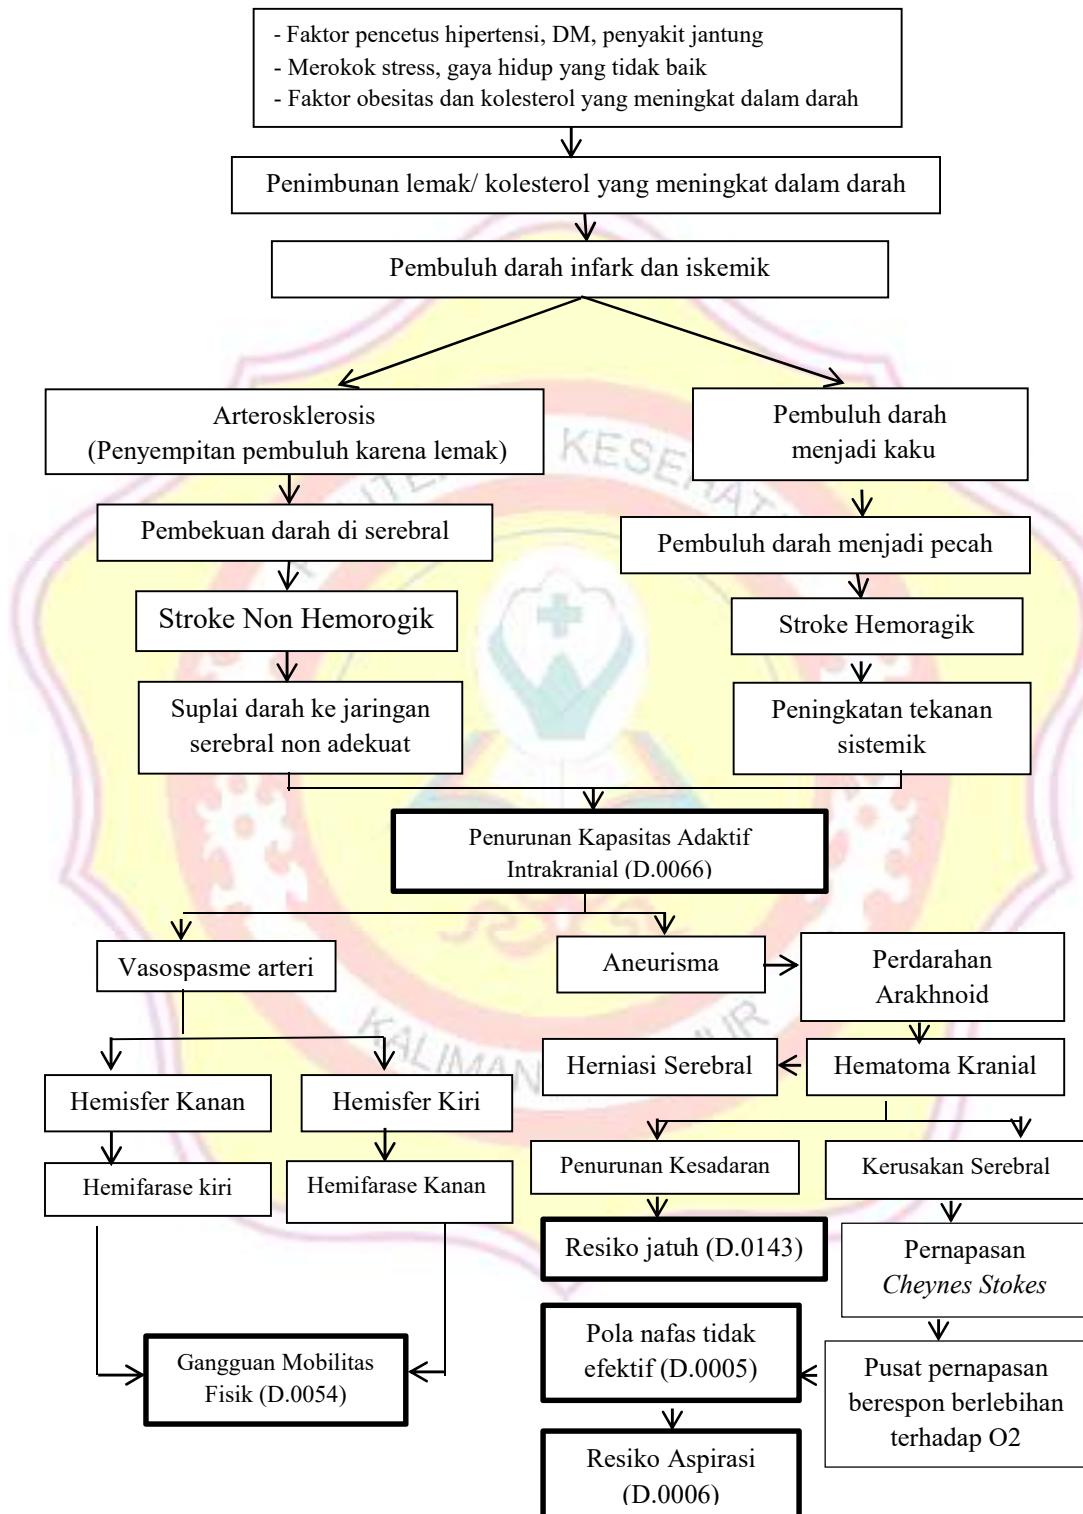 - Faktor pencetus hipertensi, DM, penyakit jantung
- Merokok stress, gaya hidup yang tidak baik
- Faktor obesitas dan kolesterol yang meningkat dalam darah
Penimbunan lemak/ kolesterol yang meningkat dalam darah
Pembuluh darah infark dan iskemik
Arterosklerosis
(Penyempitan pembuluh karena lemak)
Pembuluh darah
menjadi kaku
KESEHATA
Pembekuan darah di serebral
Pembuluh darah menjadi pecah
Stroke Non Hemorogik
Stroke Hemoragik
Suplai darah ke jaringan
serebral non adekuat
Peningkatan tekanan
sistemik
Penurunan Kapasitas Adaktif
Intrakranial (D.0066)
Vasospasme arteri
Aneurisma
Perdarahan
Arakhnoid
KALIMAN
MUR
Herniasi Serebral
Hematoma Kranial
Hemisfer Kanan
Hemisfer Kiri
Penurunan Kesadaran
Kerusakan Serebral
Hemifarase kiri
Hemifarase Kanan
Resiko jatuh (D.0143)
Pernapasan
Cheynes Stokes
Gangguan Mobilitas
Fisik (D.0054)
Pola nafas tidak
efektif (D.0005)
Pusat pernapasan
berespon berlebihan
terhadap O2
Resiko Aspirasi
(D.0006)